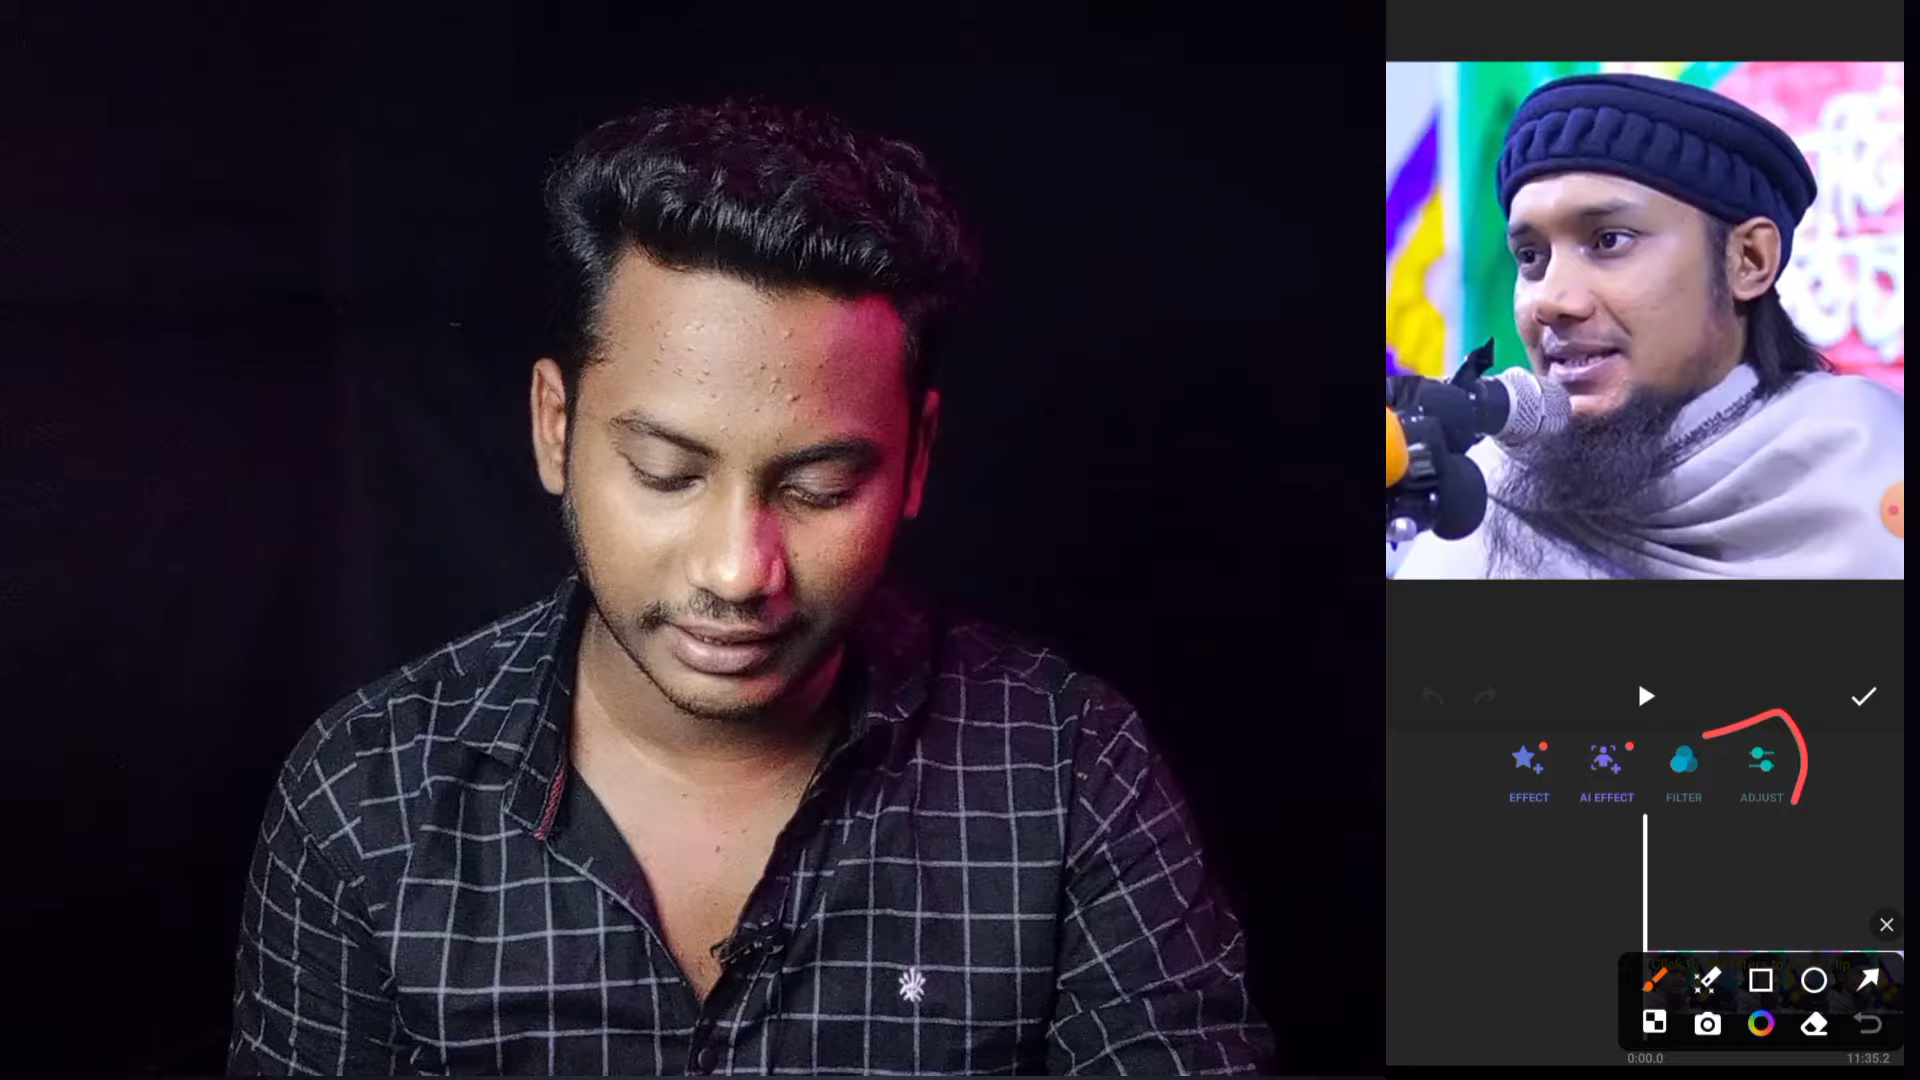 EFFECT
AI EFFECT
FILTER
ADJUST
0:00.0
11:35.2